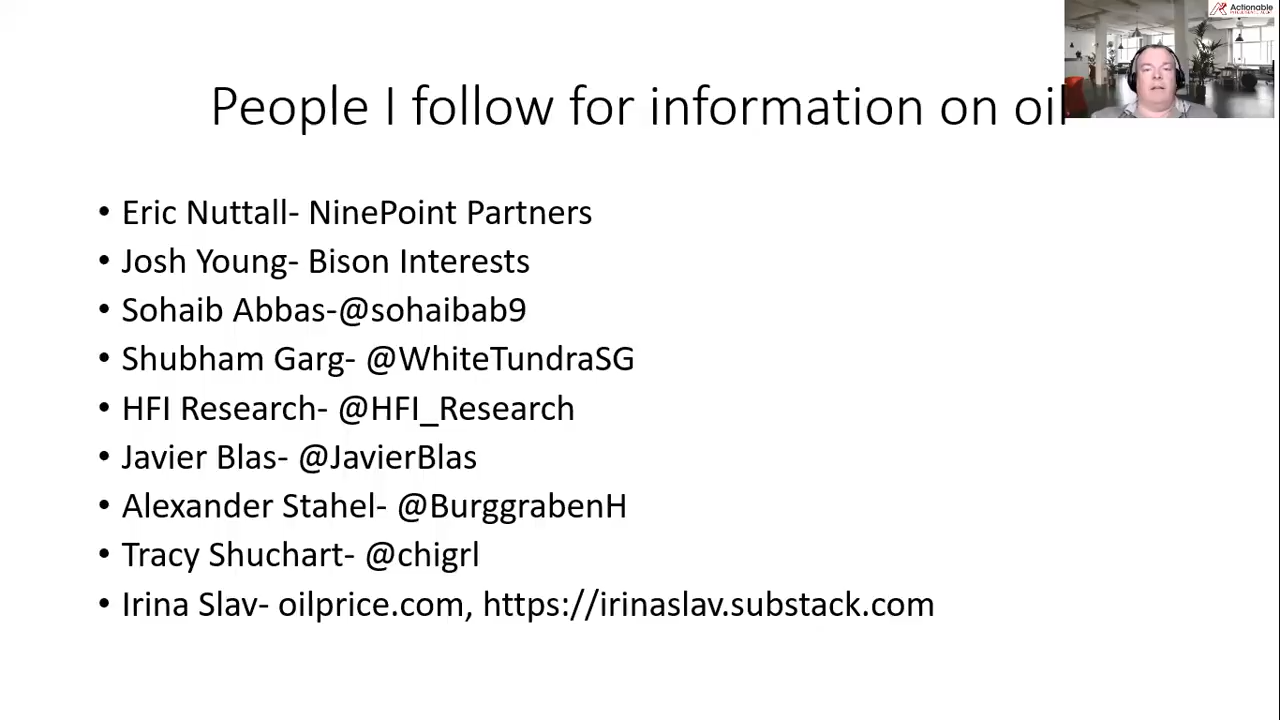 Actionable
People I follow for information on oil
• Eric Nuttall- NinePoint Partners
• Josh Young- Bison Interests
• Sohaib Abbas-@sohaibab9
• Shubham Garg- @WhiteTundraSG
• HFI Research- @HFI_Research
• Javier Blas- @JavierBlas
• Alexander Stahel- @BurggrabenH
• Tracy Shuchart- @chigrl
• Irina Slav- oilprice.com, https://irinaslav.substack.com